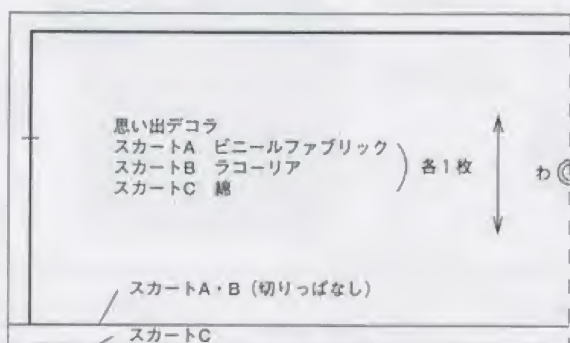 思い出デコラ
スカートA ビニールファブリック
スカートB ラコーリア
スカートC 綿
各1枚
わ
スカートA・B（切りっぱなし）
スカートC